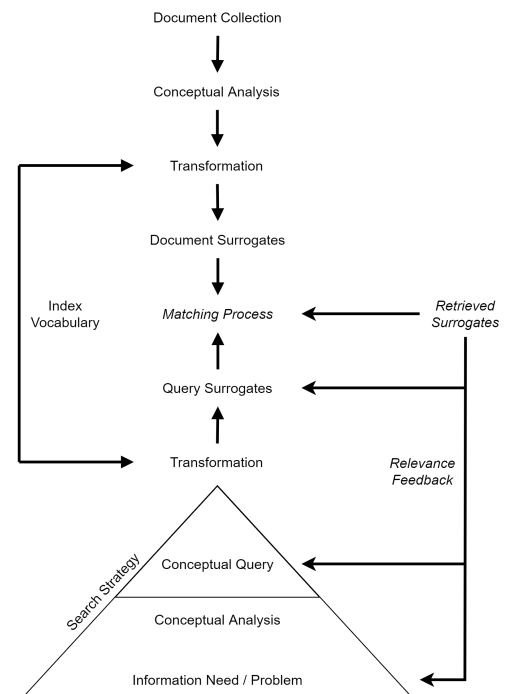 Document Collection
Conceptual Analysis
Transformation
Document Surrogates
Index
Vocabulary
Matching Process
Retrieved
Surrogates
Query Surrogates
Transformation
Relevance
Feedback
Search Strategy
Conceptual Query
Conceptual Analysis
Information Need / Problem